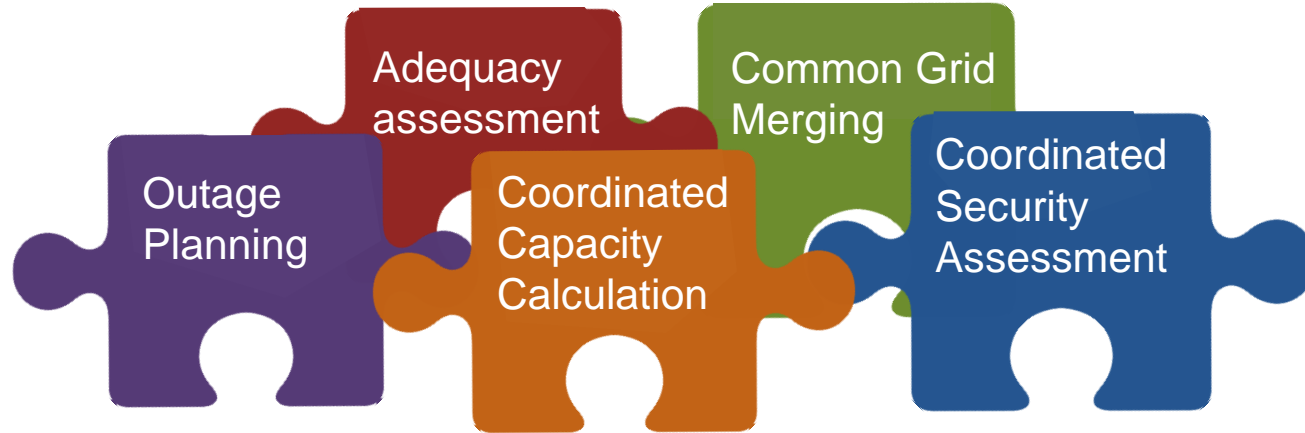 Outage
Planning
Adequacy
assessment
Coordinated
Capacity
Calculation
Common Grid
Merging
Coordinated
Security
Assessment